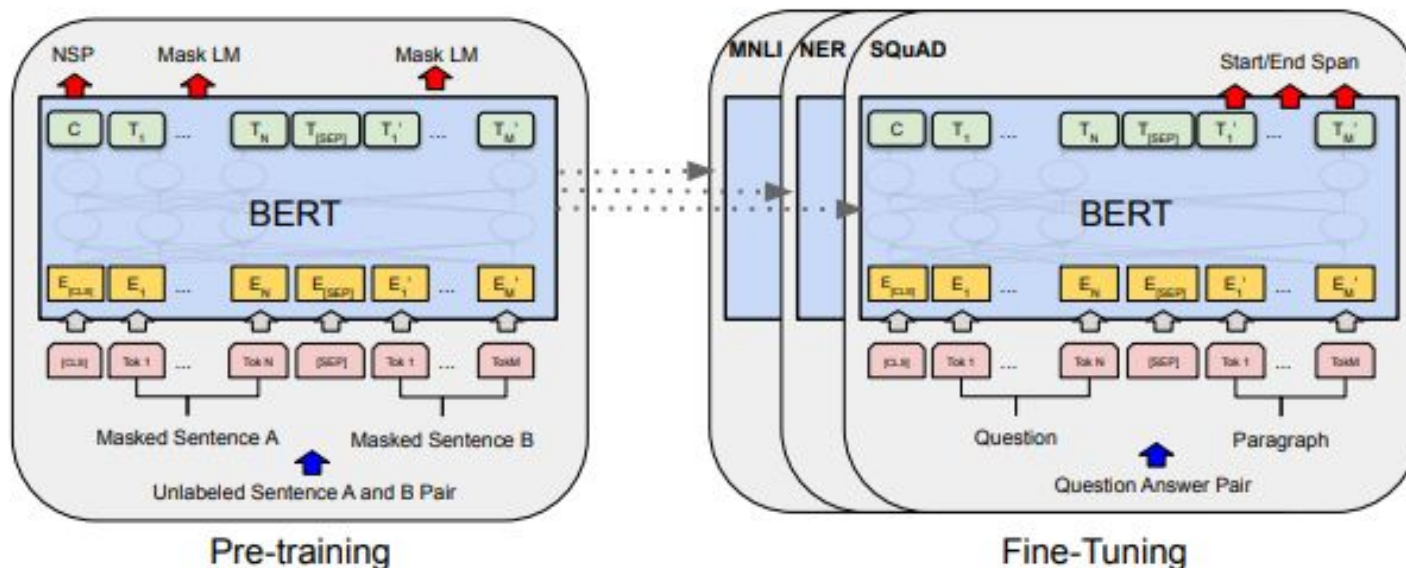 NSP Mask LM Mask LM
C T1 ... TN T[SEP] T1' ... TM'
BERT
E[CLS] E1 ... EN E[SEP] E1' ... EM'
[CLS] Tok 1 ... Tok N [SEP] Tok 1 ... TokM
Masked Sentence A Masked Sentence B
Unlabeled Sentence A and B Pair
Pre-training
MNLI NER SQuAD
Start/End Span
C T1 ... TN T[SEP] T1' ... TM'
BERT
E[CLS] E1 ... EN E[SEP] E1' ... EM'
[CLS] Tok 1 ... Tok N [SEP] Tok 1 ... TokM
Question Paragraph
Question Answer Pair
Fine-Tuning